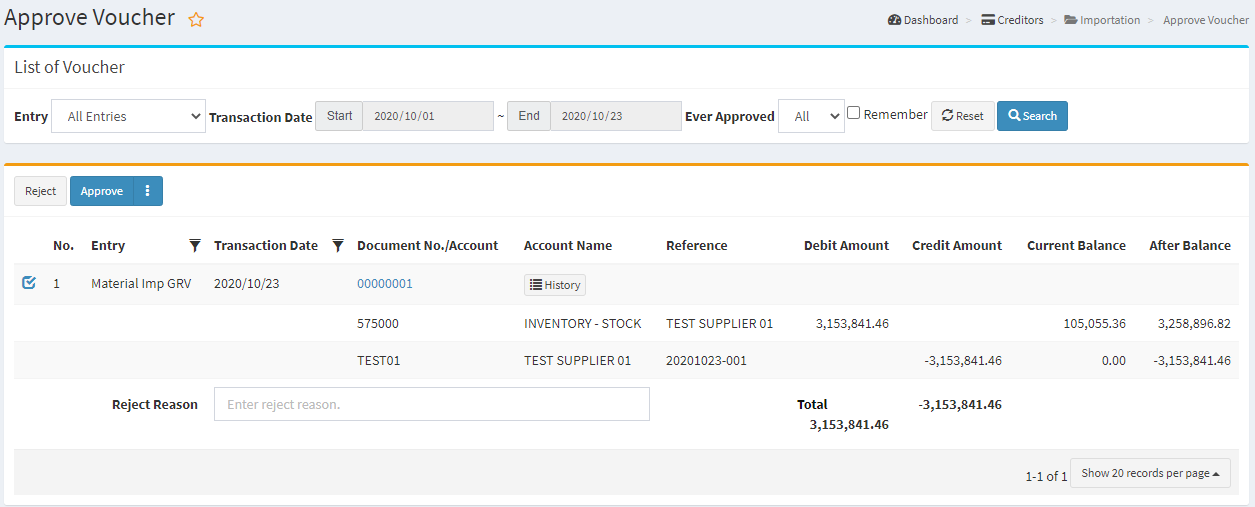 Approve Voucher
Dashboard > Creditors > Importation > Approve Voucher
List of Voucher
Entry All Entries Transaction Date Start 2020/10/01 ~ End 2020/10/23 Ever Approved All Remember Reset Search
Reject Approve
No. Entry Transaction Date Document No./Account Account Name Reference Debit Amount Credit Amount Current Balance After Balance
1 Material Imp GRV 2020/10/23 00000001 History
575000 INVENTORY - STOCK TEST SUPPLIER 01 3,153,841.46 105,055.36 3,258,896.82
TEST01 TEST SUPPLIER 01 20201023-001 -3,153,841.46 0.00 -3,153,841.46
Reject Reason Enter reject reason. Total -3,153,841.46
3,153,841.46
1-1 of 1 Show 20 records per page